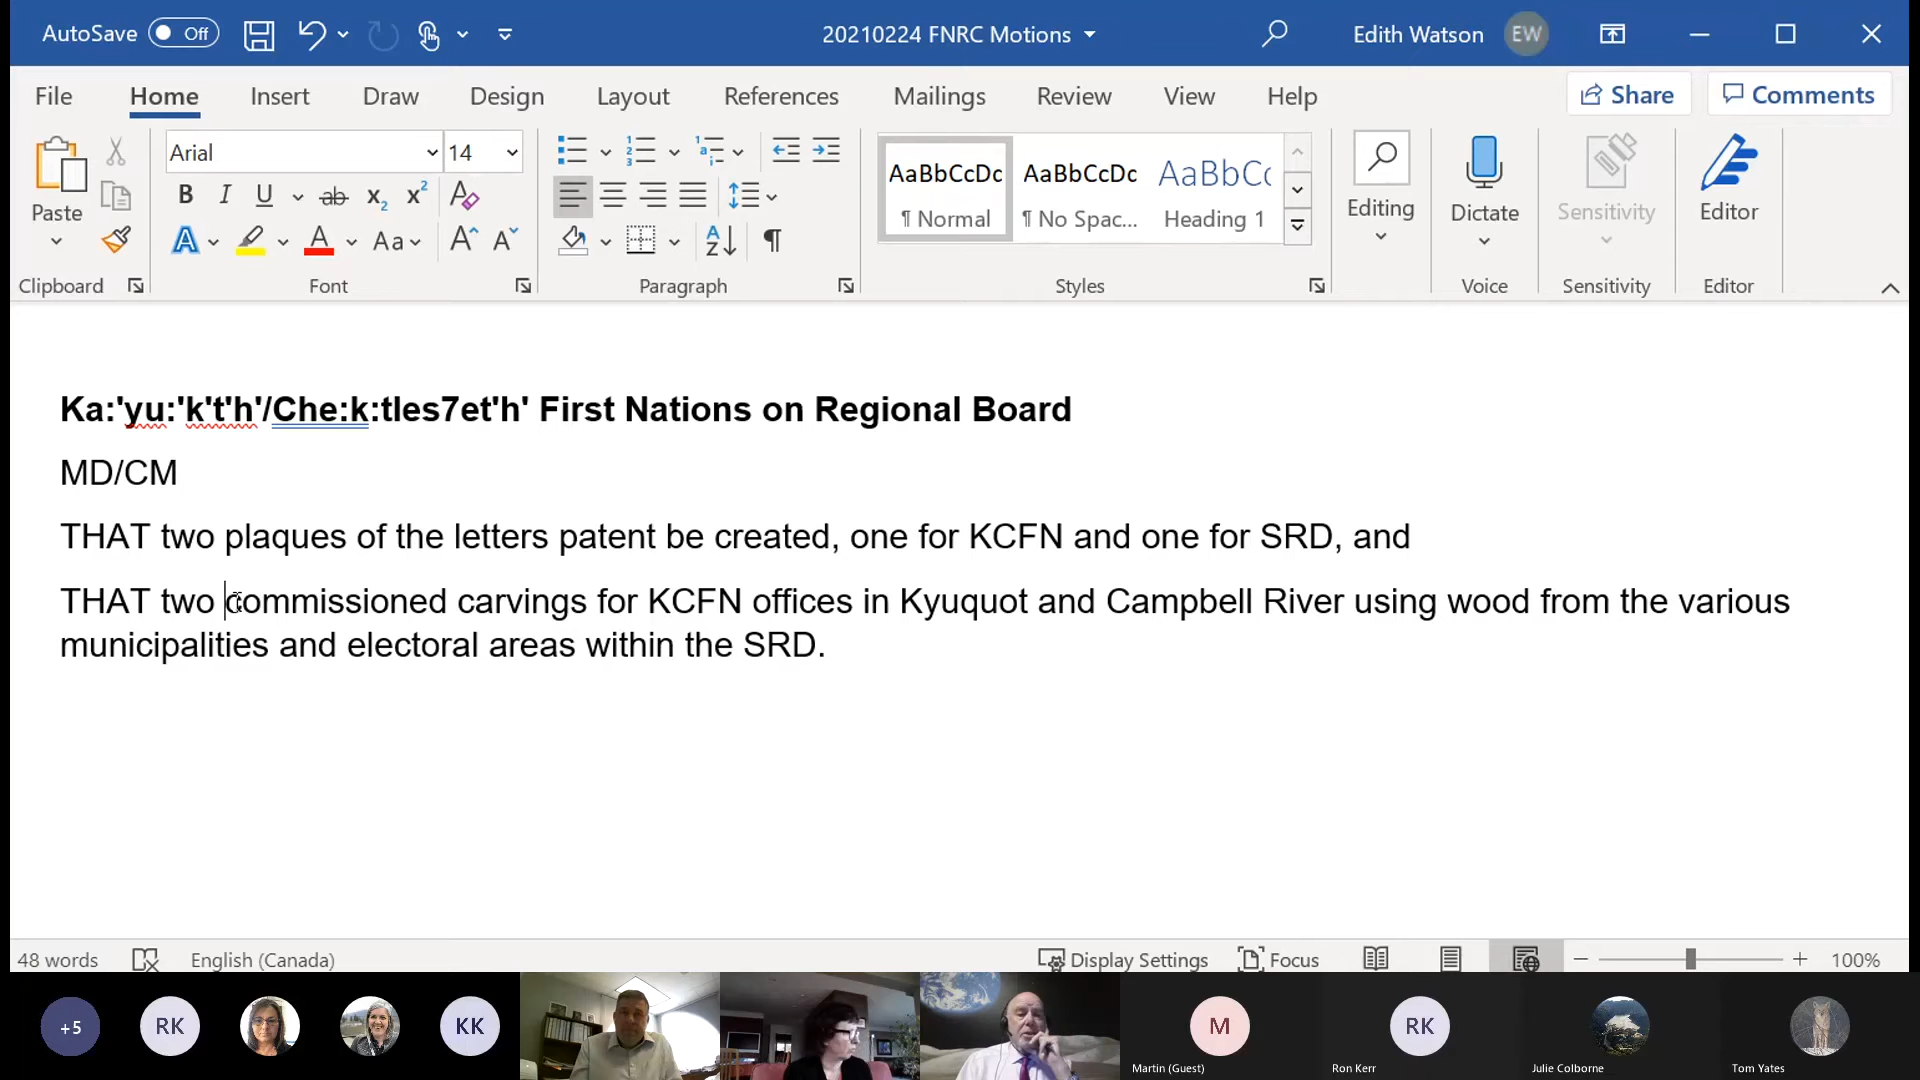 AutoSave Off 20210224 FNRC Motions Edith Watson EW
File Home Insert Draw Design Layout References Mailings Review View Help Share Comments
Paste
Clipboard
Arial 14
B I U ab x2 x2
A A Aa A A
Font
Paragraph
AaBbCcDc AaBbCcDc AaBbCc
¶ Normal ¶ No Spac... Heading 1
Styles
Editing
Dictate
Voice
Sensitivity
Sensitivity
Editor
Editor
Ka:'yu:'k't'h'/Che:k:tles7et'h' First Nations on Regional Board
MD/CM
THAT two plaques of the letters patent be created, one for KCFN and one for SRD, and
THAT two commissioned carvings for KCFN offices in Kyuquot and Campbell River using wood from the various
municipalities and electoral areas within the SRD.
48 words English (Canada) Display Settings Focus 100%
+5 RK KK M RK
Martin (Guest) Ron Kerr Julie Colborne Tom Yates